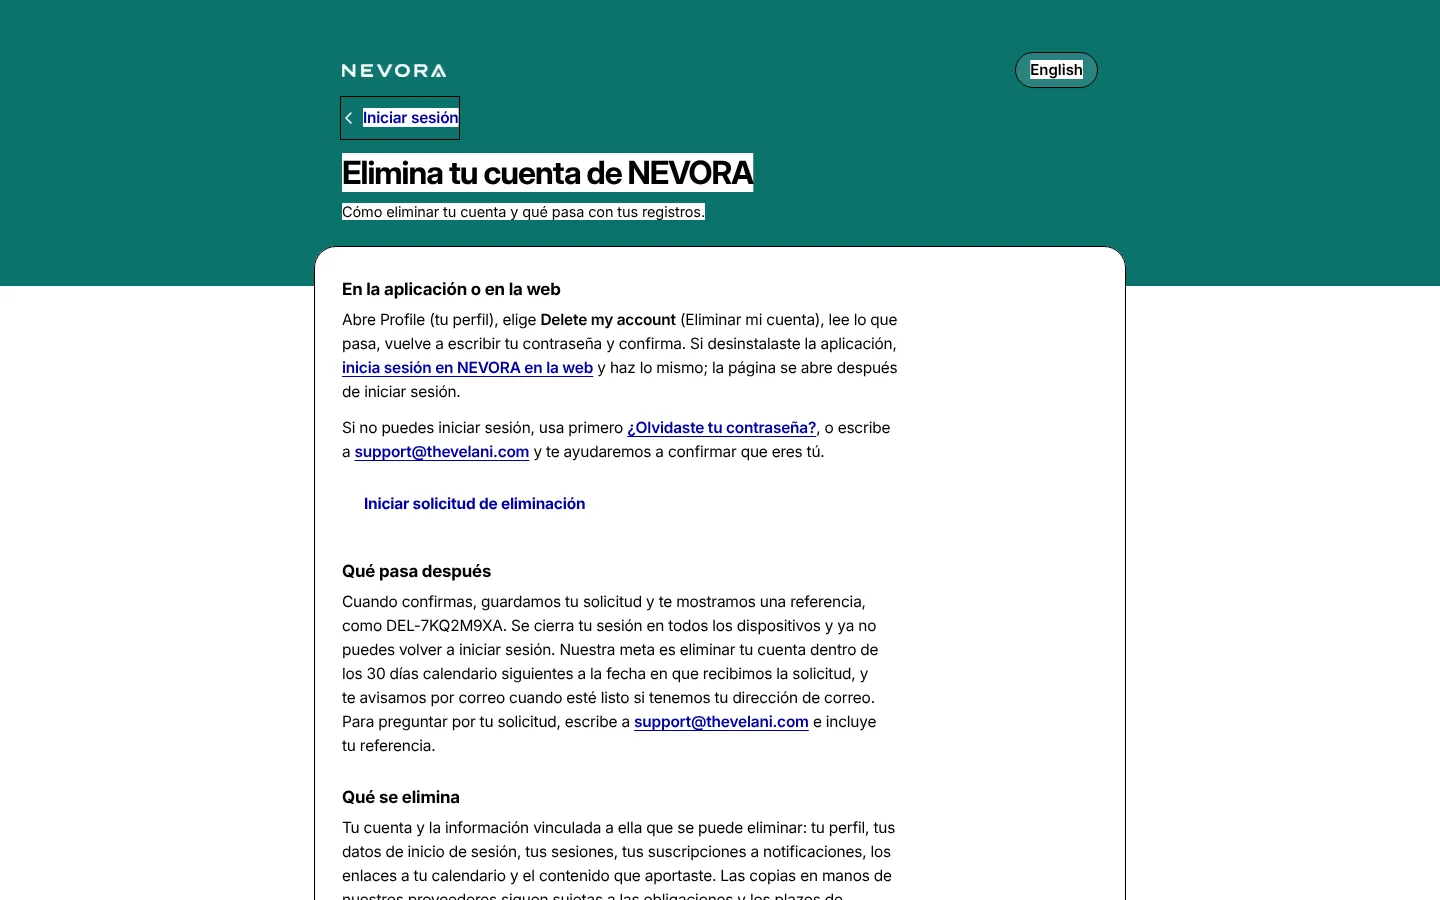 NEVORA
English
Iniciar sesión
Elimina tu cuenta de NEVORA
Cómo eliminar tu cuenta y qué pasa con tus registros.
En la aplicación o en la web
Abre Profile (tu perfil), elige Delete my account (Eliminar mi cuenta), lee lo que
pasa, vuelve a escribir tu contraseña y confirma. Si desinstalaste la aplicación,
inicia sesión en NEVORA en la web y haz lo mismo; la página se abre después
de iniciar sesión.
Si no puedes iniciar sesión, usa primero ¿Olvidaste tu contraseña?, o escribe
a support@thevelani.com y te ayudaremos a confirmar que eres tú.
Iniciar solicitud de eliminación
Qué pasa después
Cuando confirmas, guardamos tu solicitud y te mostramos una referencia,
como DEL-7KQ2M9XA. Se cierra tu sesión en todos los dispositivos y ya no
puedes volver a iniciar sesión. Nuestra meta es eliminar tu cuenta dentro de
los 30 días calendario siguientes a la fecha en que recibimos la solicitud, y
te avisamos por correo cuando esté listo si tenemos tu dirección de correo.
Para preguntar por tu solicitud, escribe a support@thevelani.com e incluye
tu referencia.
Qué se elimina
Tu cuenta y la información vinculada a ella que se puede eliminar: tu perfil, tus
datos de inicio de sesión, tus sesiones, tus suscripciones a notificaciones, los
enlaces a tu calendario y el contenido que aportaste. Las copias en manos de
nuestros proveedores siguen sujetas a las obligaciones y los plazos de